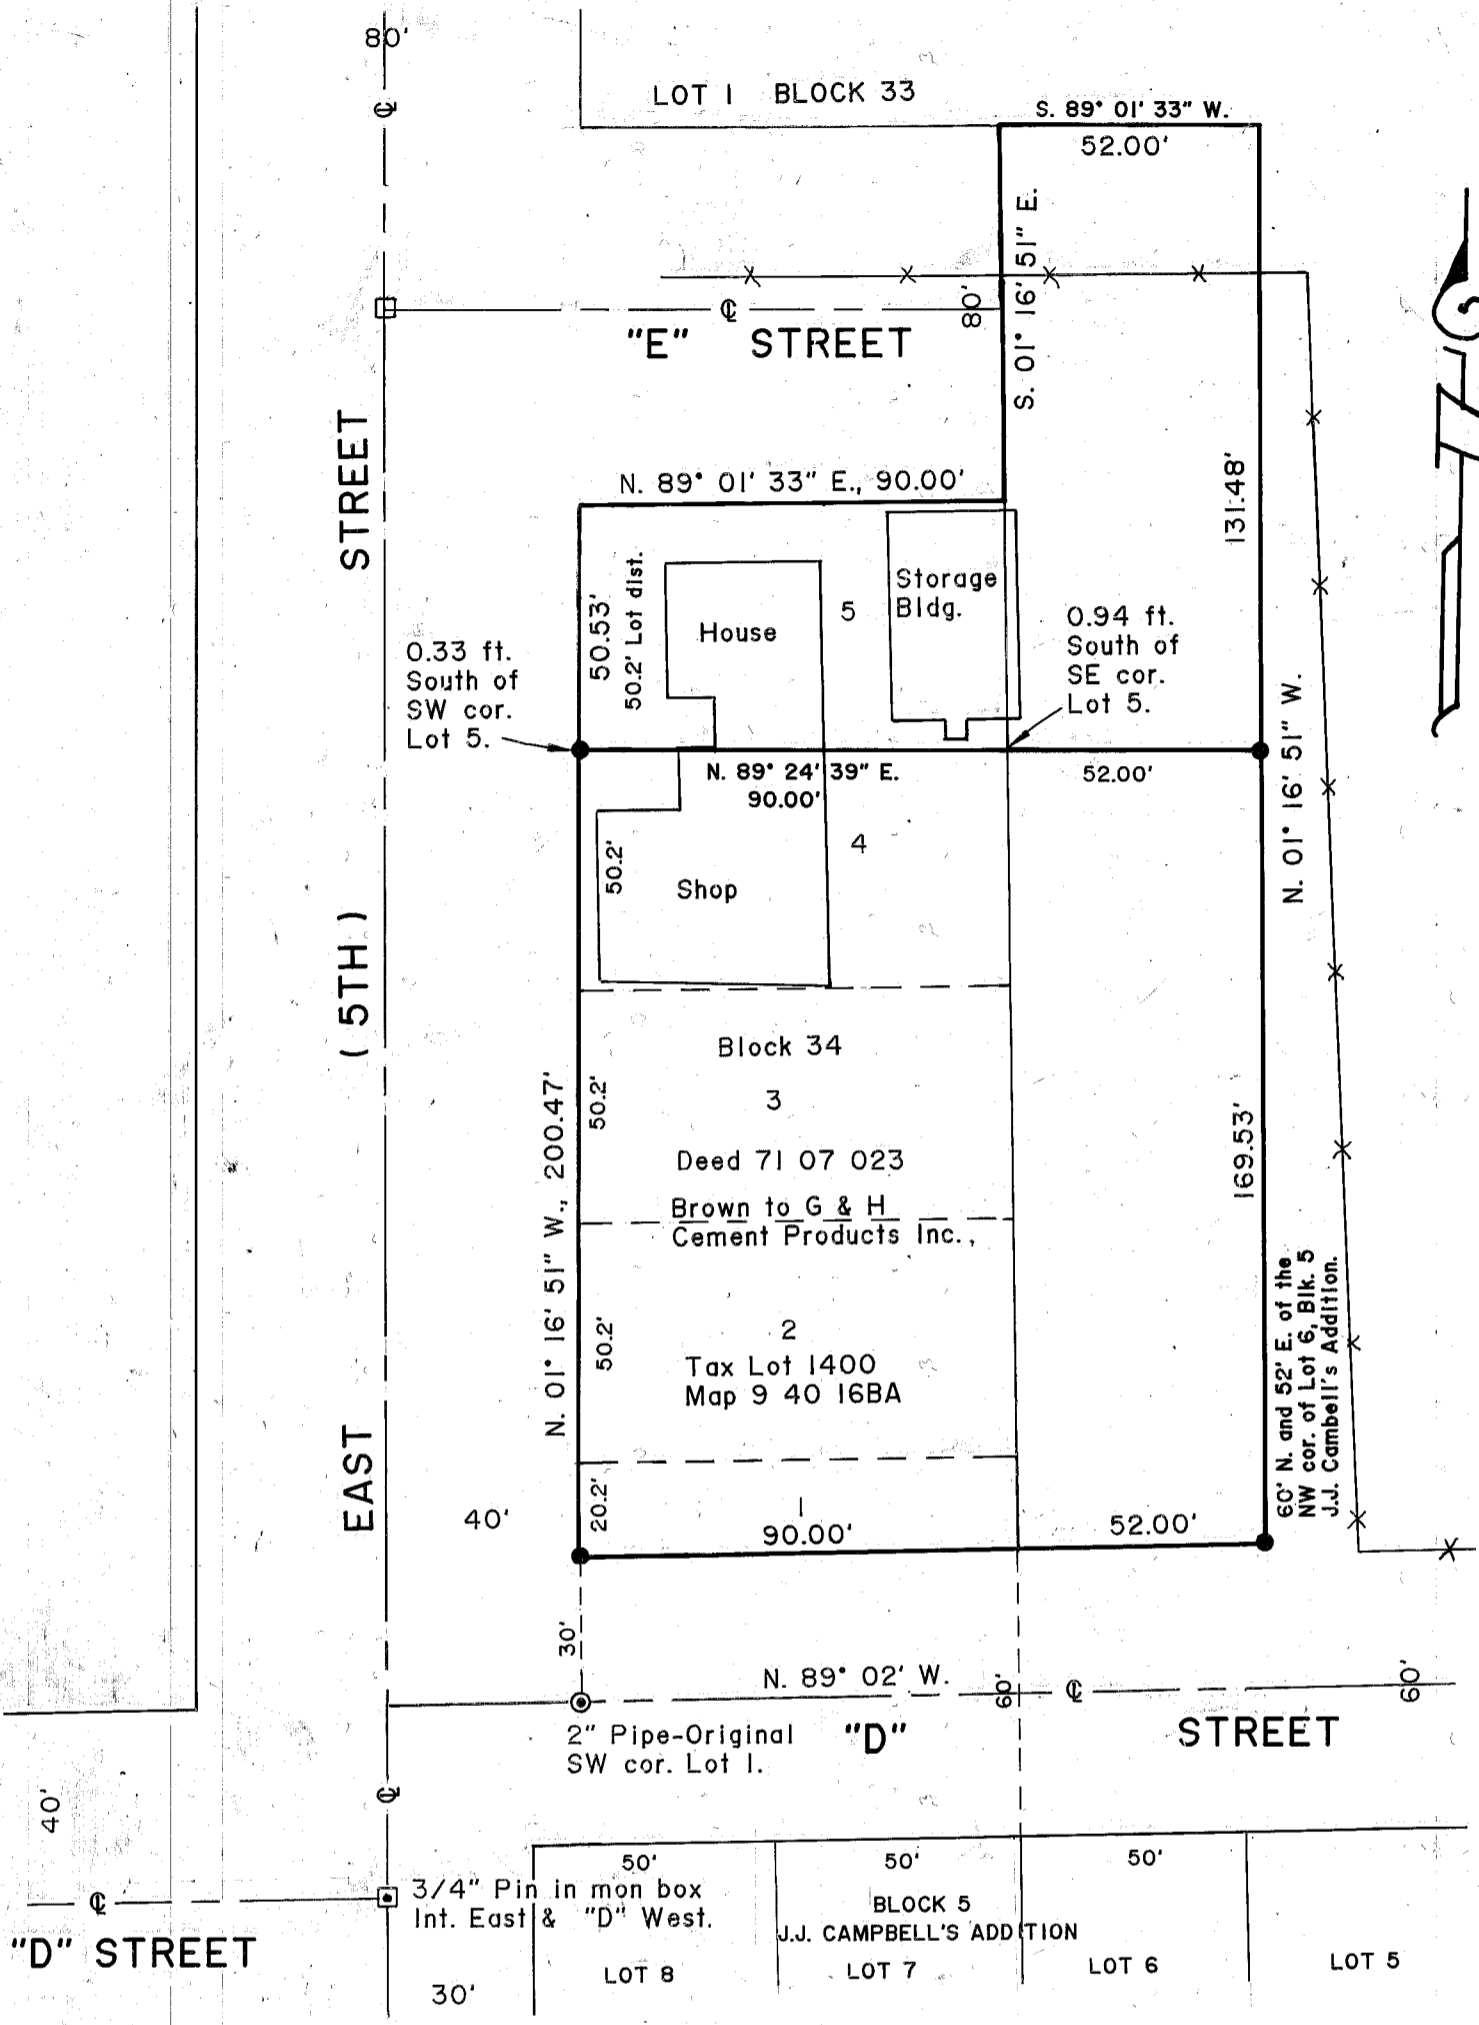 80'
℄
LOT 1 BLOCK 33
S. 89° 01' 33" W.
52.00'
S. 01° 16' 51" E.
80'
℄
"E" STREET
N. 89° 01' 33" E., 90.00'
131.48'
50.53'
50.2' Lot dist.
House
5
Storage
Bldg.
0.33 ft.
South of
SW cor.
Lot 5.
0.94 ft.
South of
SE cor.
Lot 5.
N. 89° 24' 39" E.
90.00'
52.00'
N. 01° 16' 51" W.
4
50.2'
Shop
EAST (5TH) STREET
Block 34
3
50.2'
Deed 71 07 023
Brown to G & H
Cement Products Inc.,
N. 01° 16' 51" W., 200.47'
169.53'
50.2'
2
Tax Lot 1400
Map 9 40 16BA
60' N. and 52' E. of the
NW cor. of Lot 6, Blk. 5
J.J. Cambell's Addition.
40'
20.2'
1
90.00'
52.00'
30'
N. 89° 02' W.
60'
℄
60'
2" Pipe-Original
SW cor. Lot 1.
"D" STREET
40'
℄
℄
"D" STREET
3/4" Pin in mon box
Int. East & "D" West.
30'
50'
50'
50'
BLOCK 5
J.J. CAMPBELL'S ADDITION
LOT 8
LOT 7
LOT 6
LOT 5